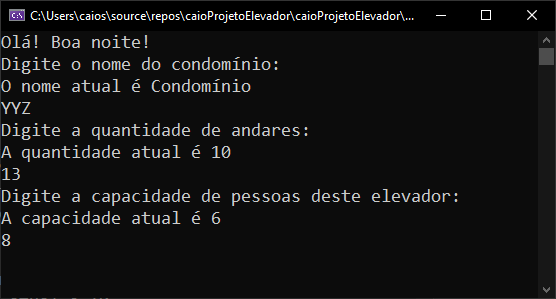 C:\Users\caios\source\repos\caioProjetoElevador\caioProjetoElevador\...
Olá! Boa noite!
Digite o nome do condomínio:
O nome atual é Condomínio
YYZ
Digite a quantidade de andares:
A quantidade atual é 10
13
Digite a capacidade de pessoas deste elevador:
A capacidade atual é 6
8